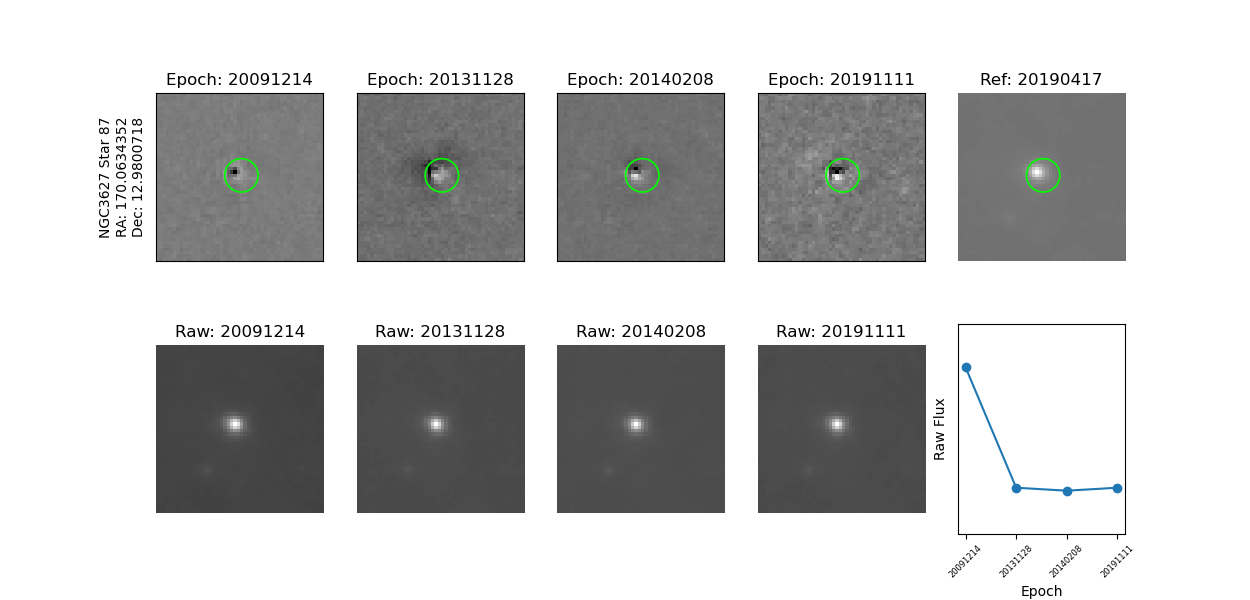 NGC3627 Star 87
RA: 170.0634352
Dec: 12.9800718
Epoch: 20091214
Epoch: 20131128
Epoch: 20140208
Epoch: 20191111
Ref: 20190417
Raw: 20091214
Raw: 20131128
Raw: 20140208
Raw: 20191111
Raw Flux
20091214
20131128
20140208
20191111
Epoch